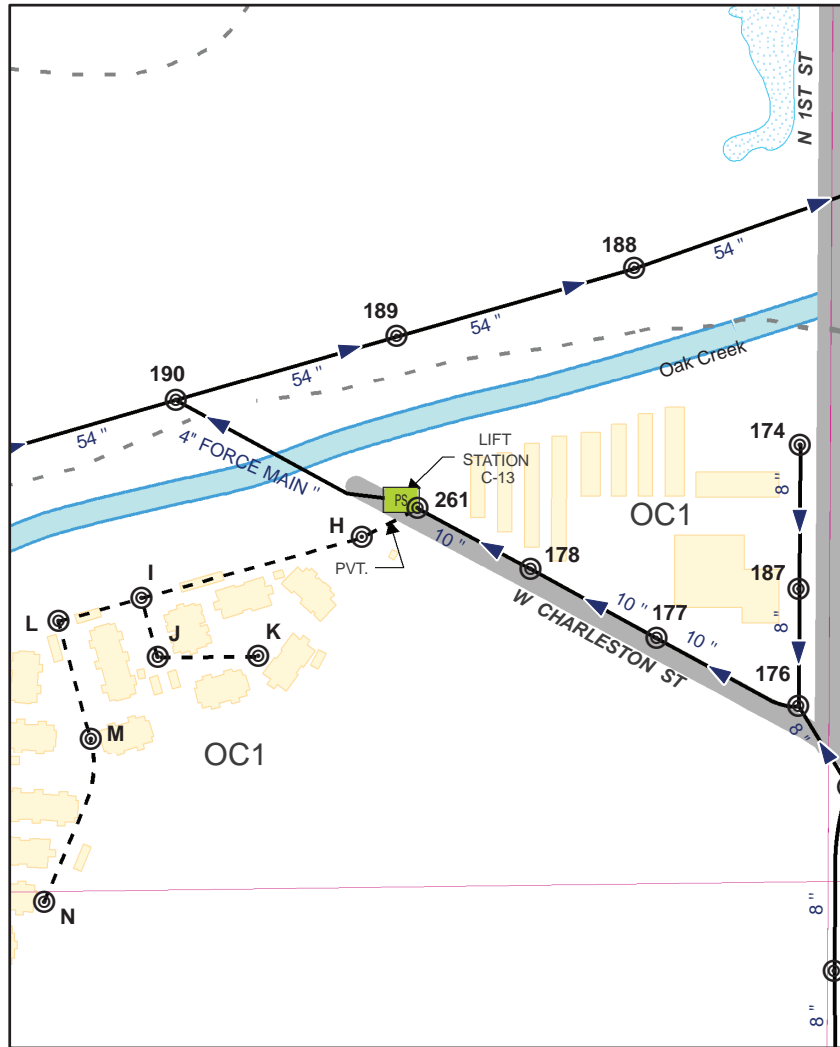 N 1ST ST
188
54 "
189
54 "
190
54 "
54 "
Oak Creek
174
LIFT
STATION
C-13
4" FORCE MAIN "
PS
261
8 "
OC1
H
10 "
178
PVT.
187
I
W CHARLESTON ST
10 "
177
10 "
8 "
L
J
K
176
M
8 "
OC1
N
8 "
8 "